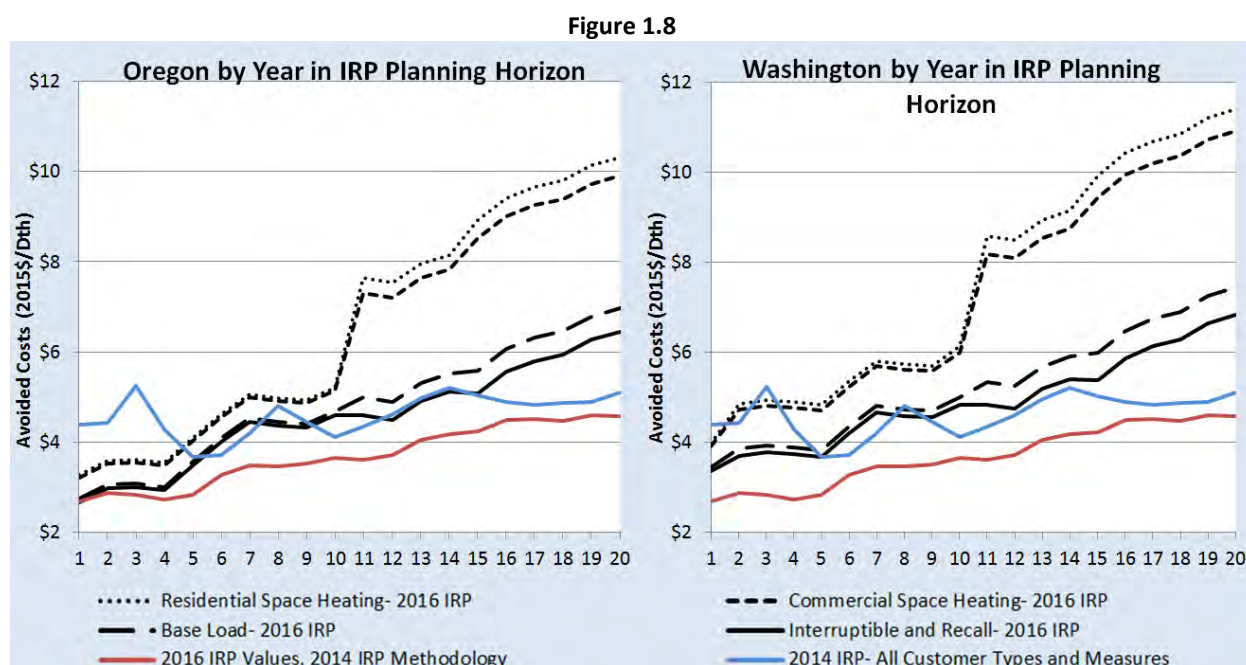 Figure 1.8
Oregon by Year in IRP Planning Horizon
Avoided Costs (2015$/Dth)
$12
$10
$8
$6
$4
$2
1 2 3 4 5 6 7 8 9 10 11 12 13 14 15 16 17 18 19 20
Washington by Year in IRP Planning
Horizon
Avoided Costs (2015$/Dth)
$12
$10
$8
$6
$4
$2
1 2 3 4 5 6 7 8 9 10 11 12 13 14 15 16 17 18 19 20
Residential Space Heating- 2016 IRP
Commercial Space Heating- 2016 IRP
Base Load- 2016 IRP
Interruptible and Recall- 2016 IRP
2016 IRP Values, 2014 IRP Methodology
2014 IRP- All Customer Types and Measures